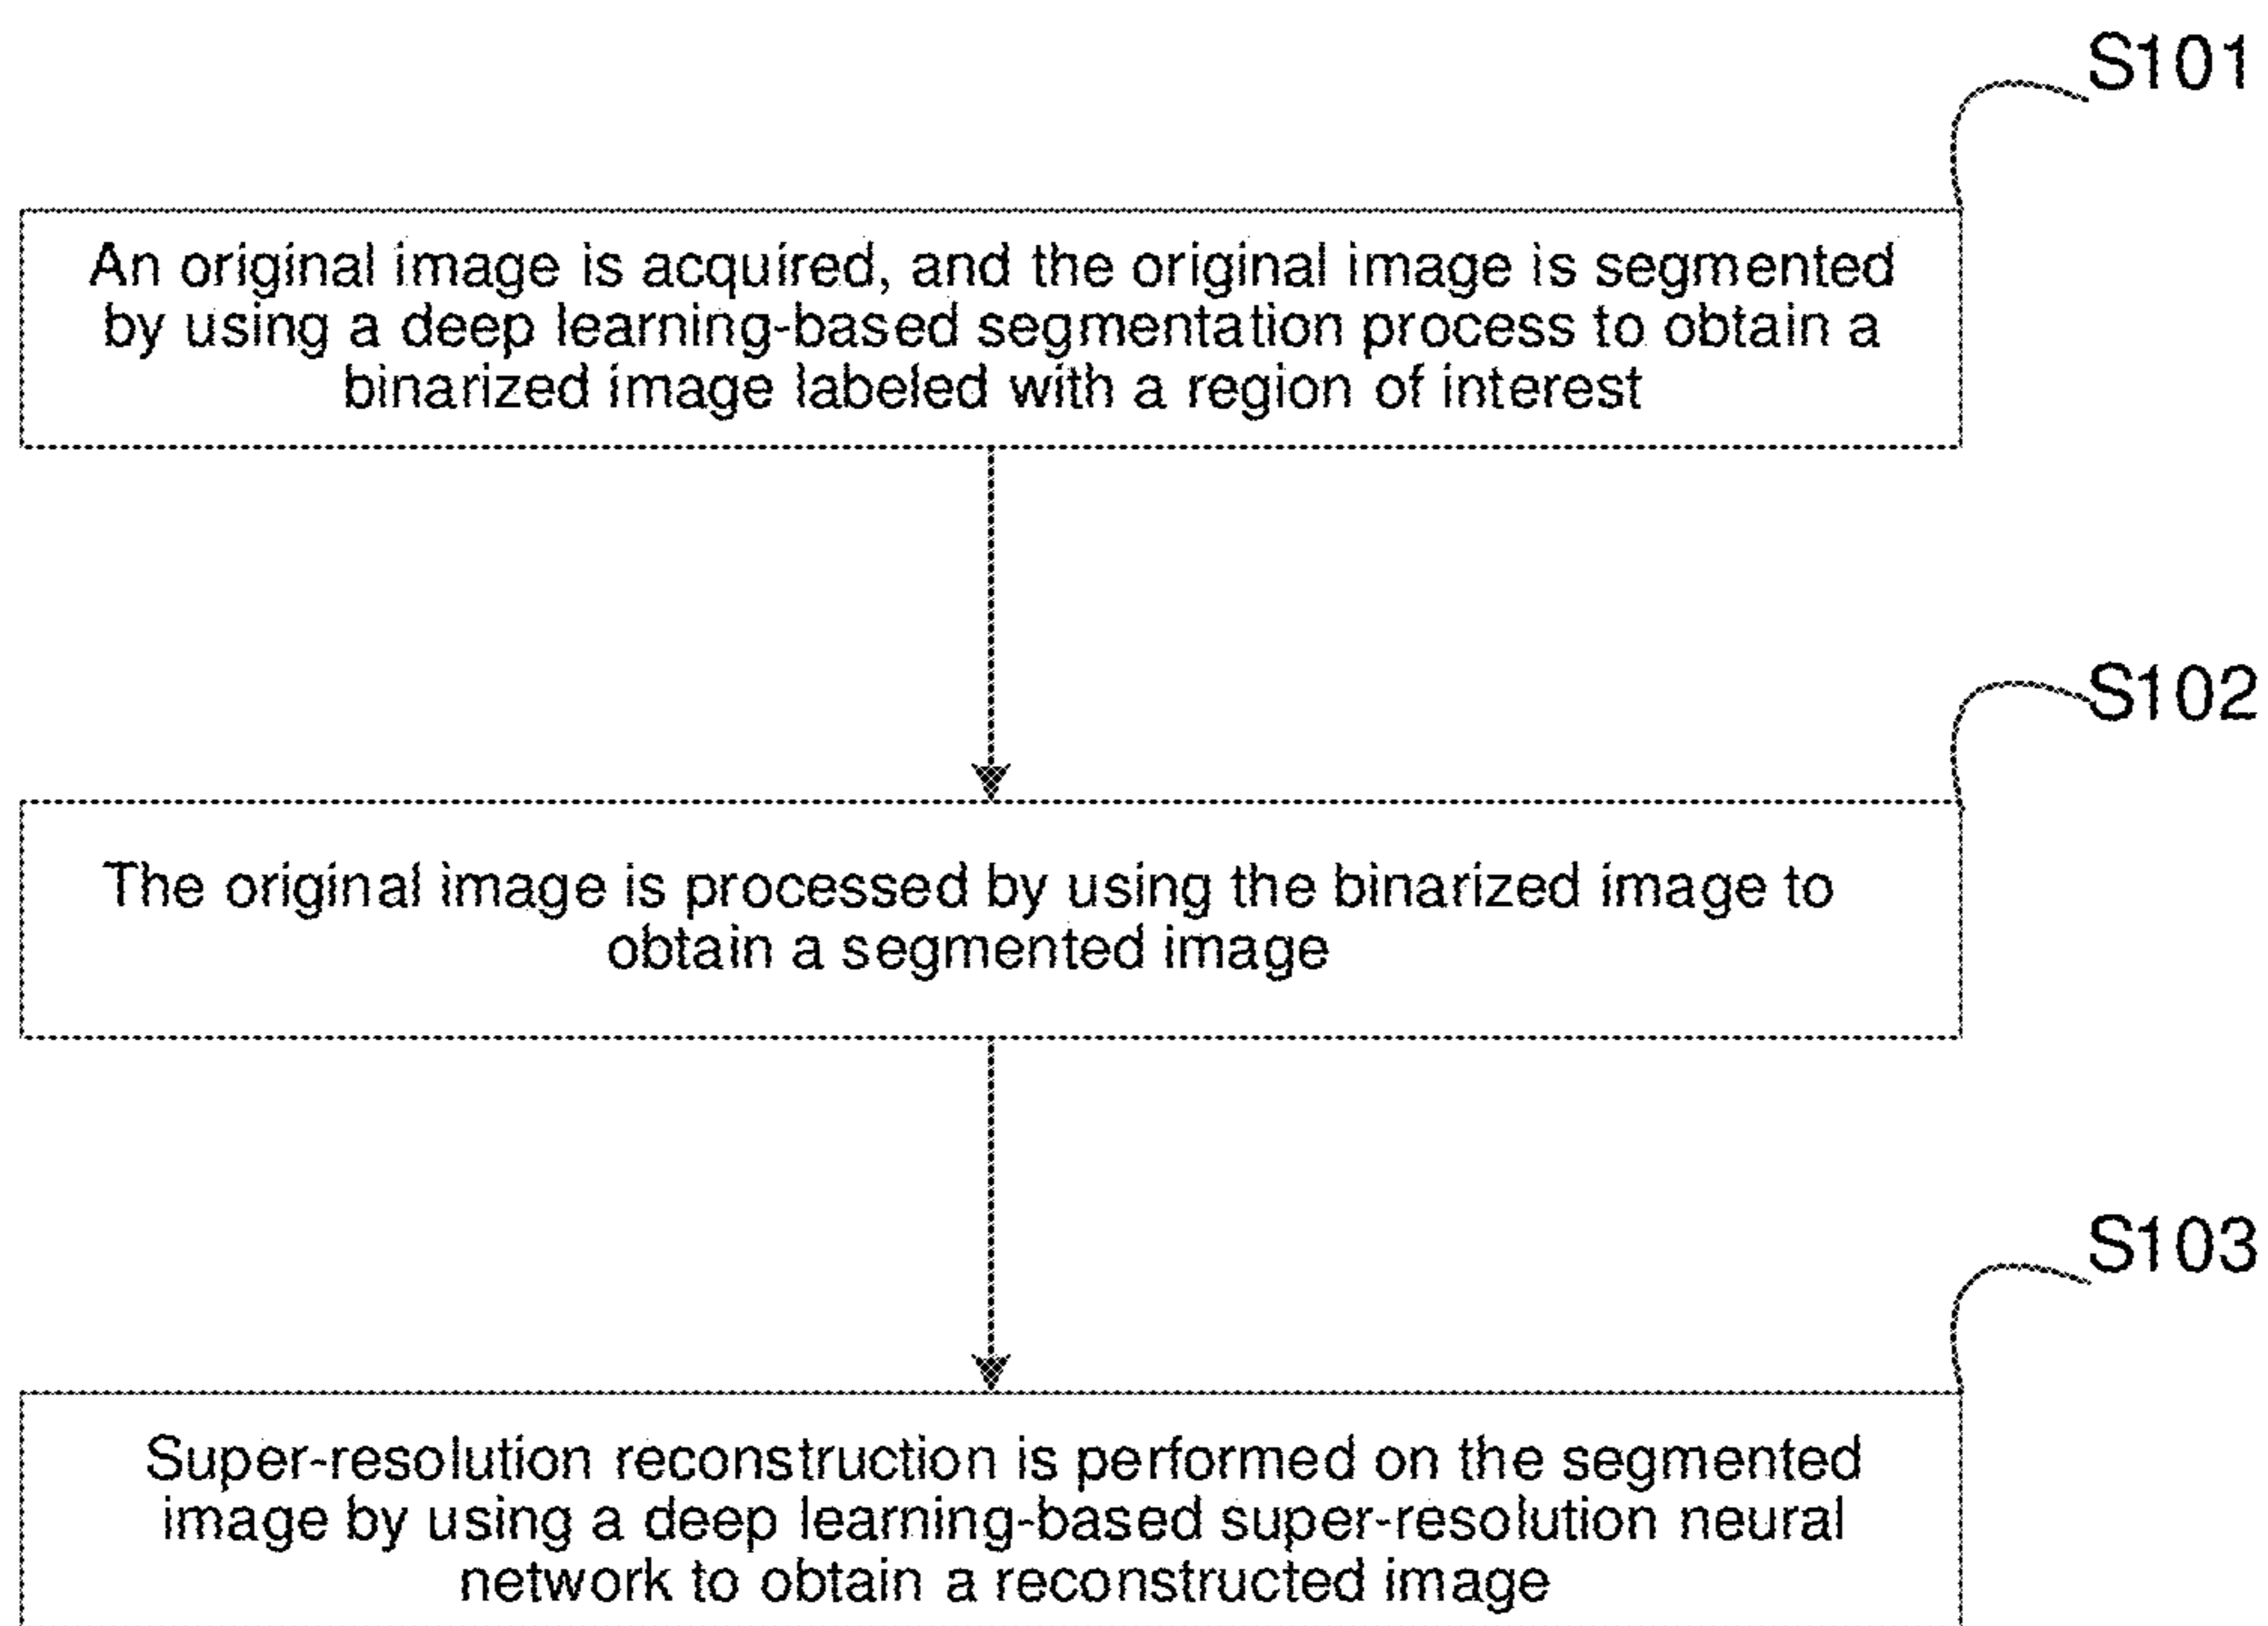 S101
An original image is acquired, and the original image is segmented
by using a deep learning-based segmentation process to obtain a
binarized image labeled with a region of interest
S102
The original image is processed by using the binarized image to
obtain a segmented image
S103
Super-resolution reconstruction is performed on the segmented
image by using a deep learning-based super-resolution neural
network to obtain a reconstructed image